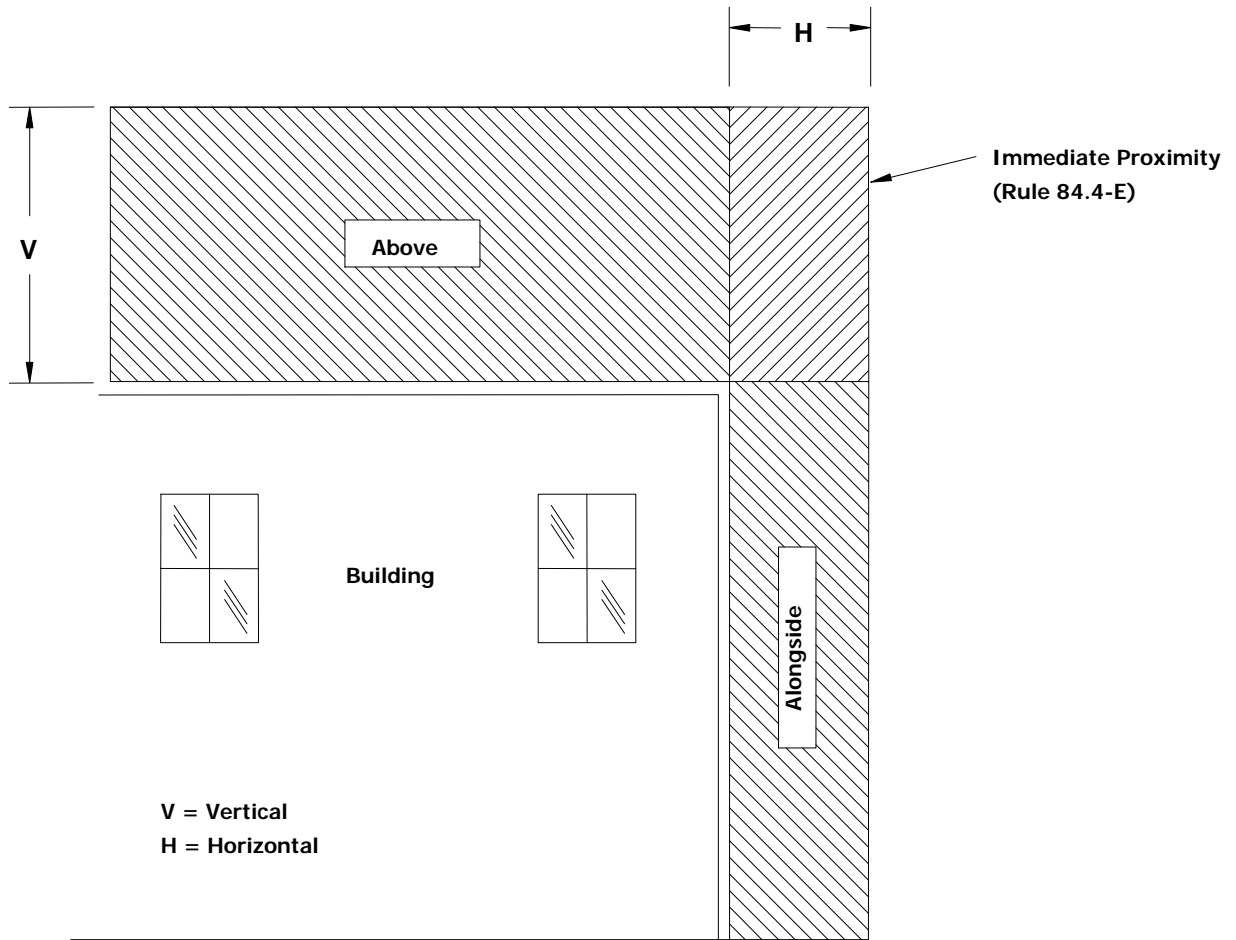 H
Immediate Proximity
(Rule 84.4-E)
V
Above
Building
Alongside
V = Vertical
H = Horizontal